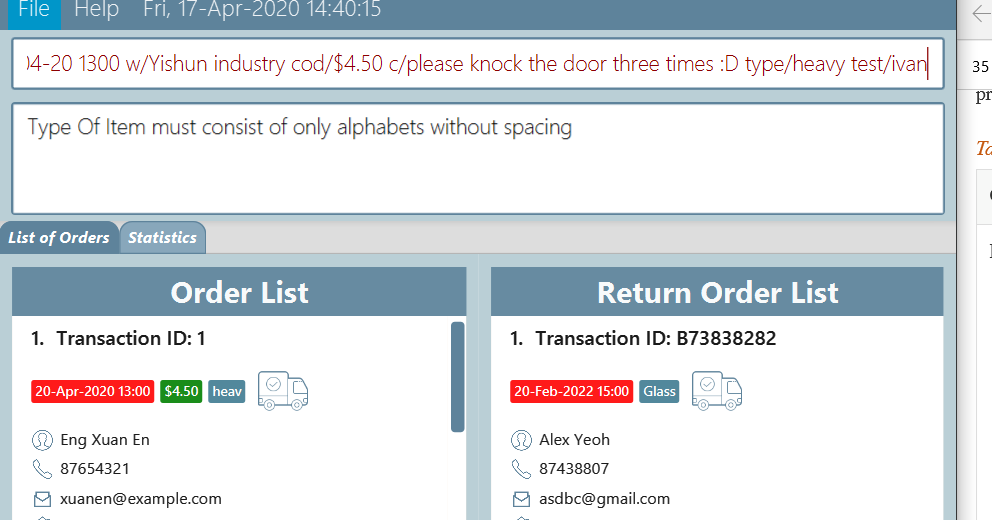 File Help Fri, 17-Apr-2020 14:40:15
04-20 1300 w/Yishun industry cod/$4.50 c/please knock the door three times :D type/heavy test/ivan
35
pr
Type Of Item must consist of only alphabets without spacing
List of Orders Statistics
Order List
Return Order List
1. Transaction ID: 1
20-Apr-2020 13:00 $4.50 heav
Eng Xuan En
87654321
xuanen@example.com
1. Transaction ID: B73838282
20-Feb-2022 15:00 Glass
Alex Yeoh
87438807
asdbc@gmail.com